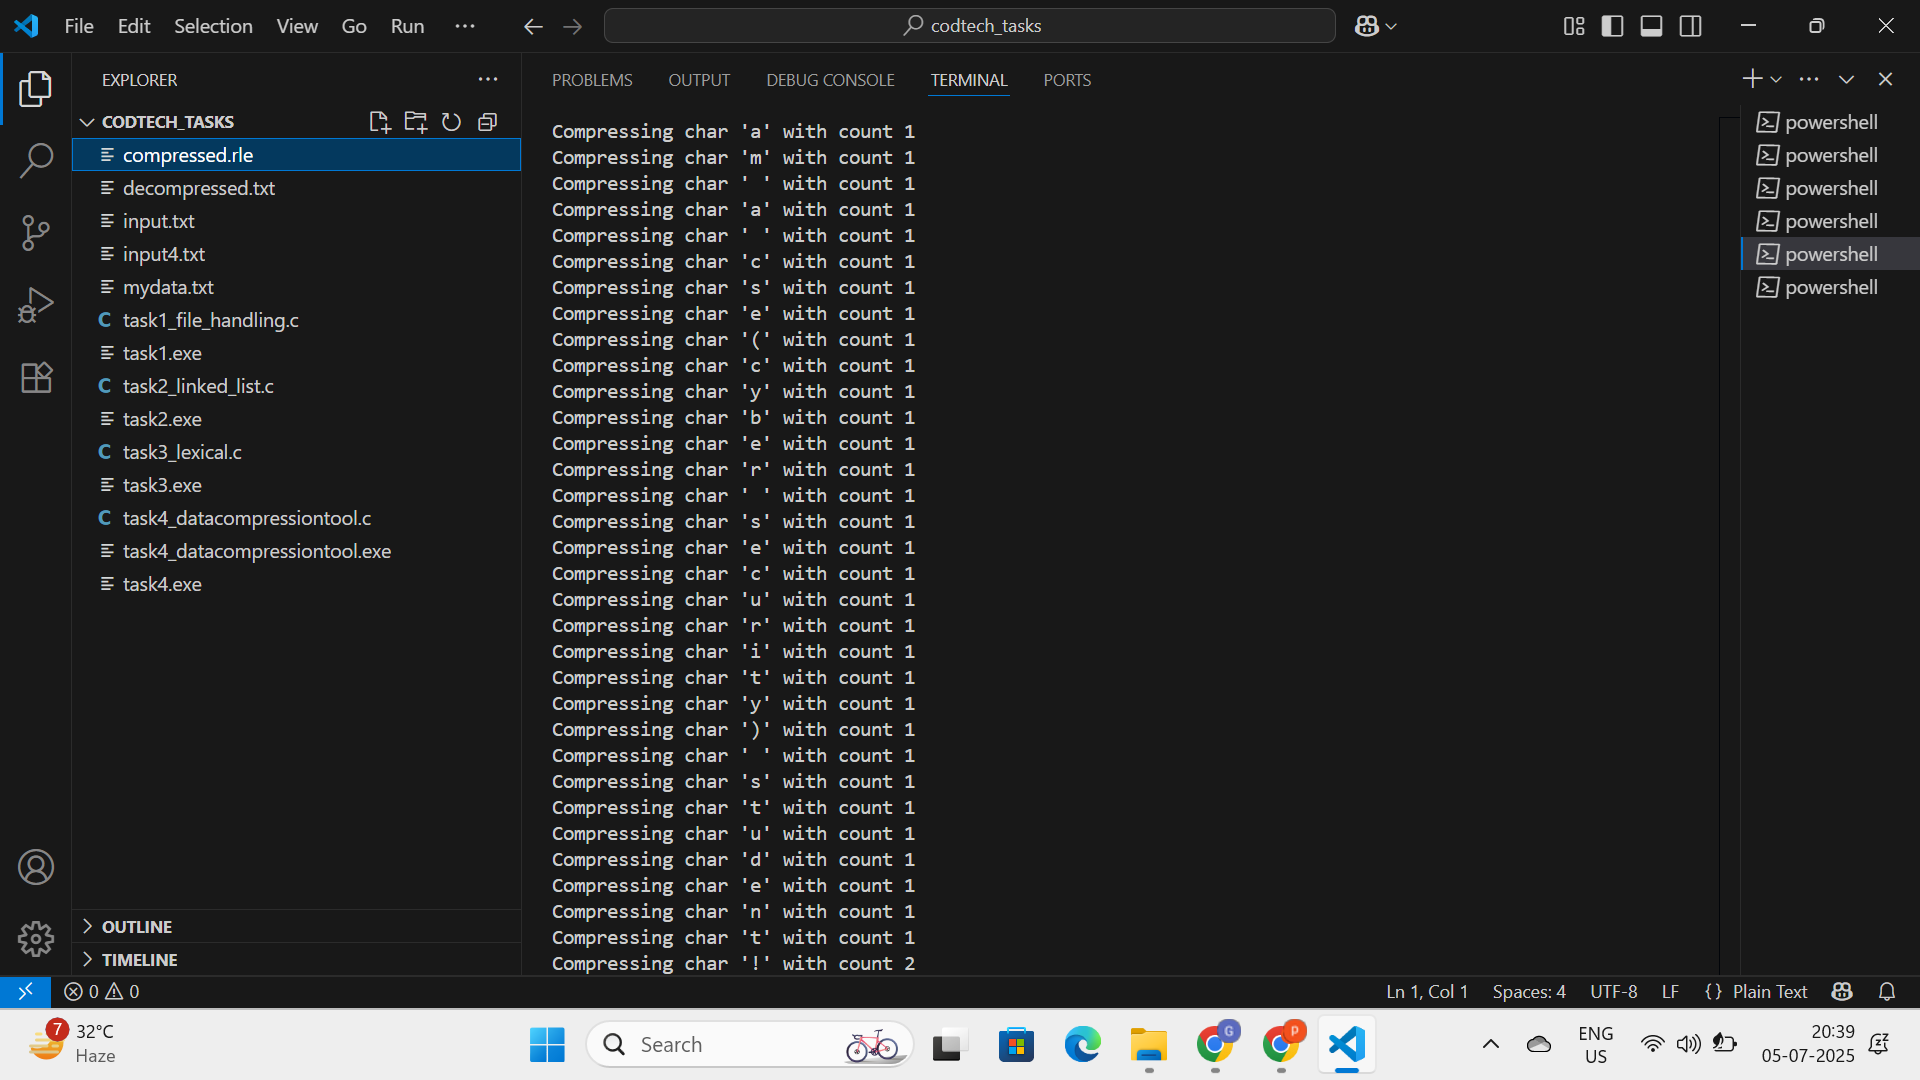 File Edit Selection View Go Run ··· codtech_tasks
EXPLORER
CODTECH_TASKS
compressed.rle
decompressed.txt
input.txt
input4.txt
mydata.txt
C task1_file_handling.c
task1.exe
C task2_linked_list.c
task2.exe
C task3_lexical.c
task3.exe
C task4_datacompressiontool.c
task4_datacompressiontool.exe
task4.exe
OUTLINE
TIMELINE
PROBLEMS OUTPUT DEBUG CONSOLE TERMINAL PORTS
Compressing char 'a' with count 1
Compressing char 'm' with count 1
Compressing char ' ' with count 1
Compressing char 'a' with count 1
Compressing char ' ' with count 1
Compressing char 'c' with count 1
Compressing char 's' with count 1
Compressing char 'e' with count 1
Compressing char '(' with count 1
Compressing char 'c' with count 1
Compressing char 'y' with count 1
Compressing char 'b' with count 1
Compressing char 'e' with count 1
Compressing char 'r' with count 1
Compressing char ' ' with count 1
Compressing char 's' with count 1
Compressing char 'e' with count 1
Compressing char 'c' with count 1
Compressing char 'u' with count 1
Compressing char 'r' with count 1
Compressing char 'i' with count 1
Compressing char 't' with count 1
Compressing char 'y' with count 1
Compressing char ')' with count 1
Compressing char ' ' with count 1
Compressing char 's' with count 1
Compressing char 't' with count 1
Compressing char 'u' with count 1
Compressing char 'd' with count 1
Compressing char 'e' with count 1
Compressing char 'n' with count 1
Compressing char 't' with count 1
Compressing char '!' with count 2
powershell
powershell
powershell
powershell
powershell
powershell
0 0 Ln 1, Col 1 Spaces: 4 UTF-8 LF {} Plain Text
7 32°C
Haze
Search
G
P
ENG
US
20:39
05-07-2025